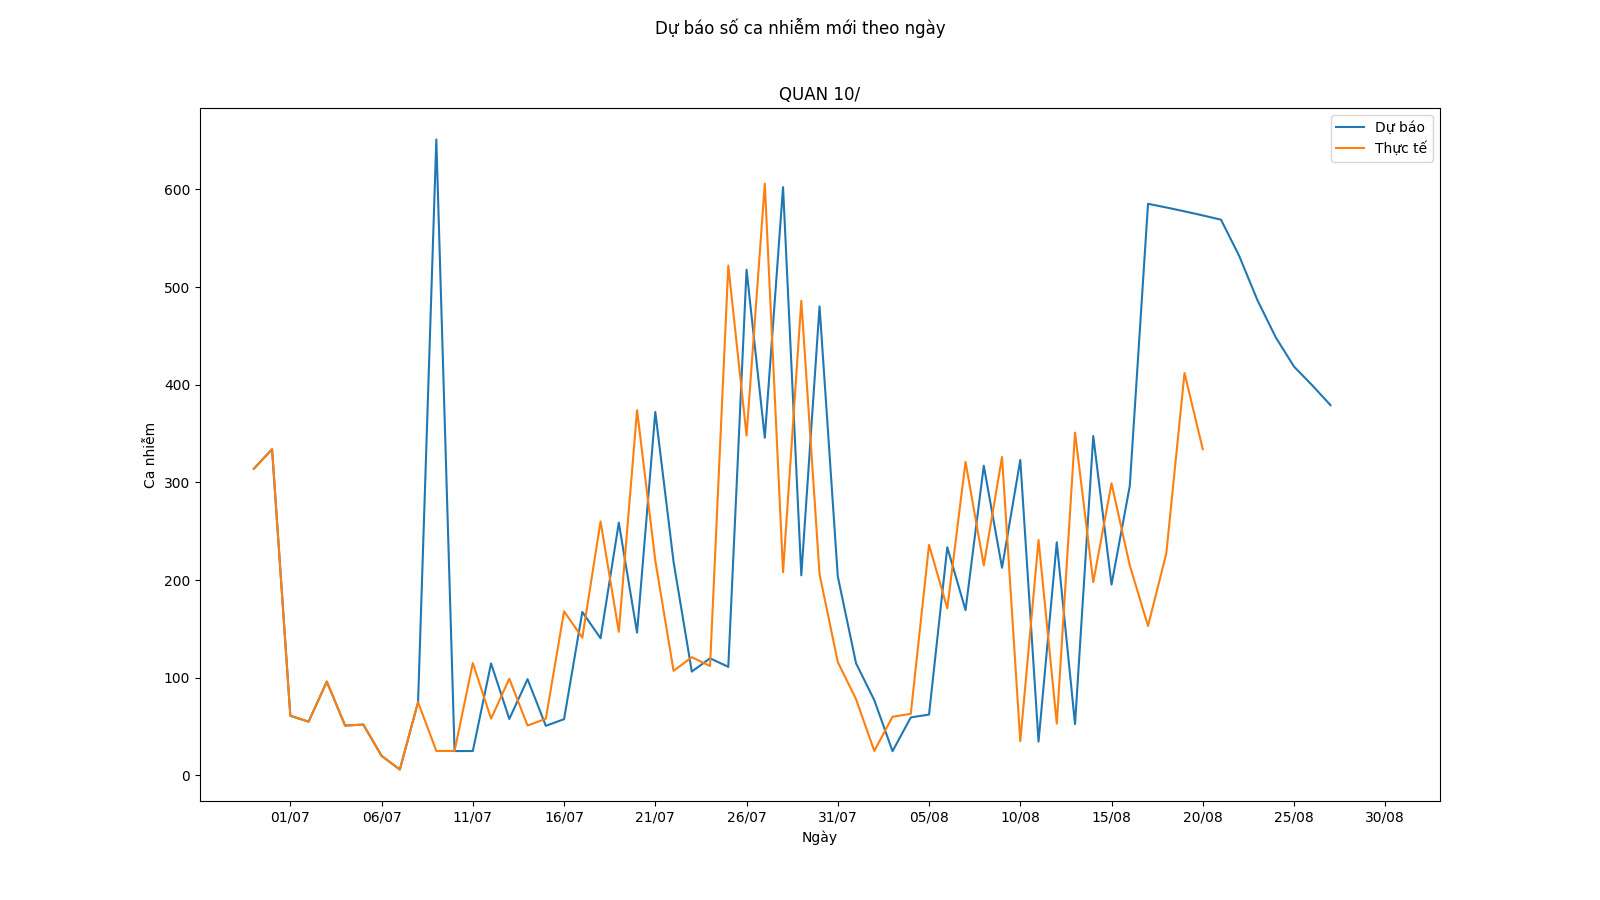 Dự báo số ca nhiễm mới theo ngày
QUAN 10/
Dự báo
Thực tế
600
500
400
300
200
100
0
Ca nhiễm
01/07 06/07 11/07 16/07 21/07 26/07 31/07 05/08 10/08 15/08 20/08 25/08 30/08
Ngày